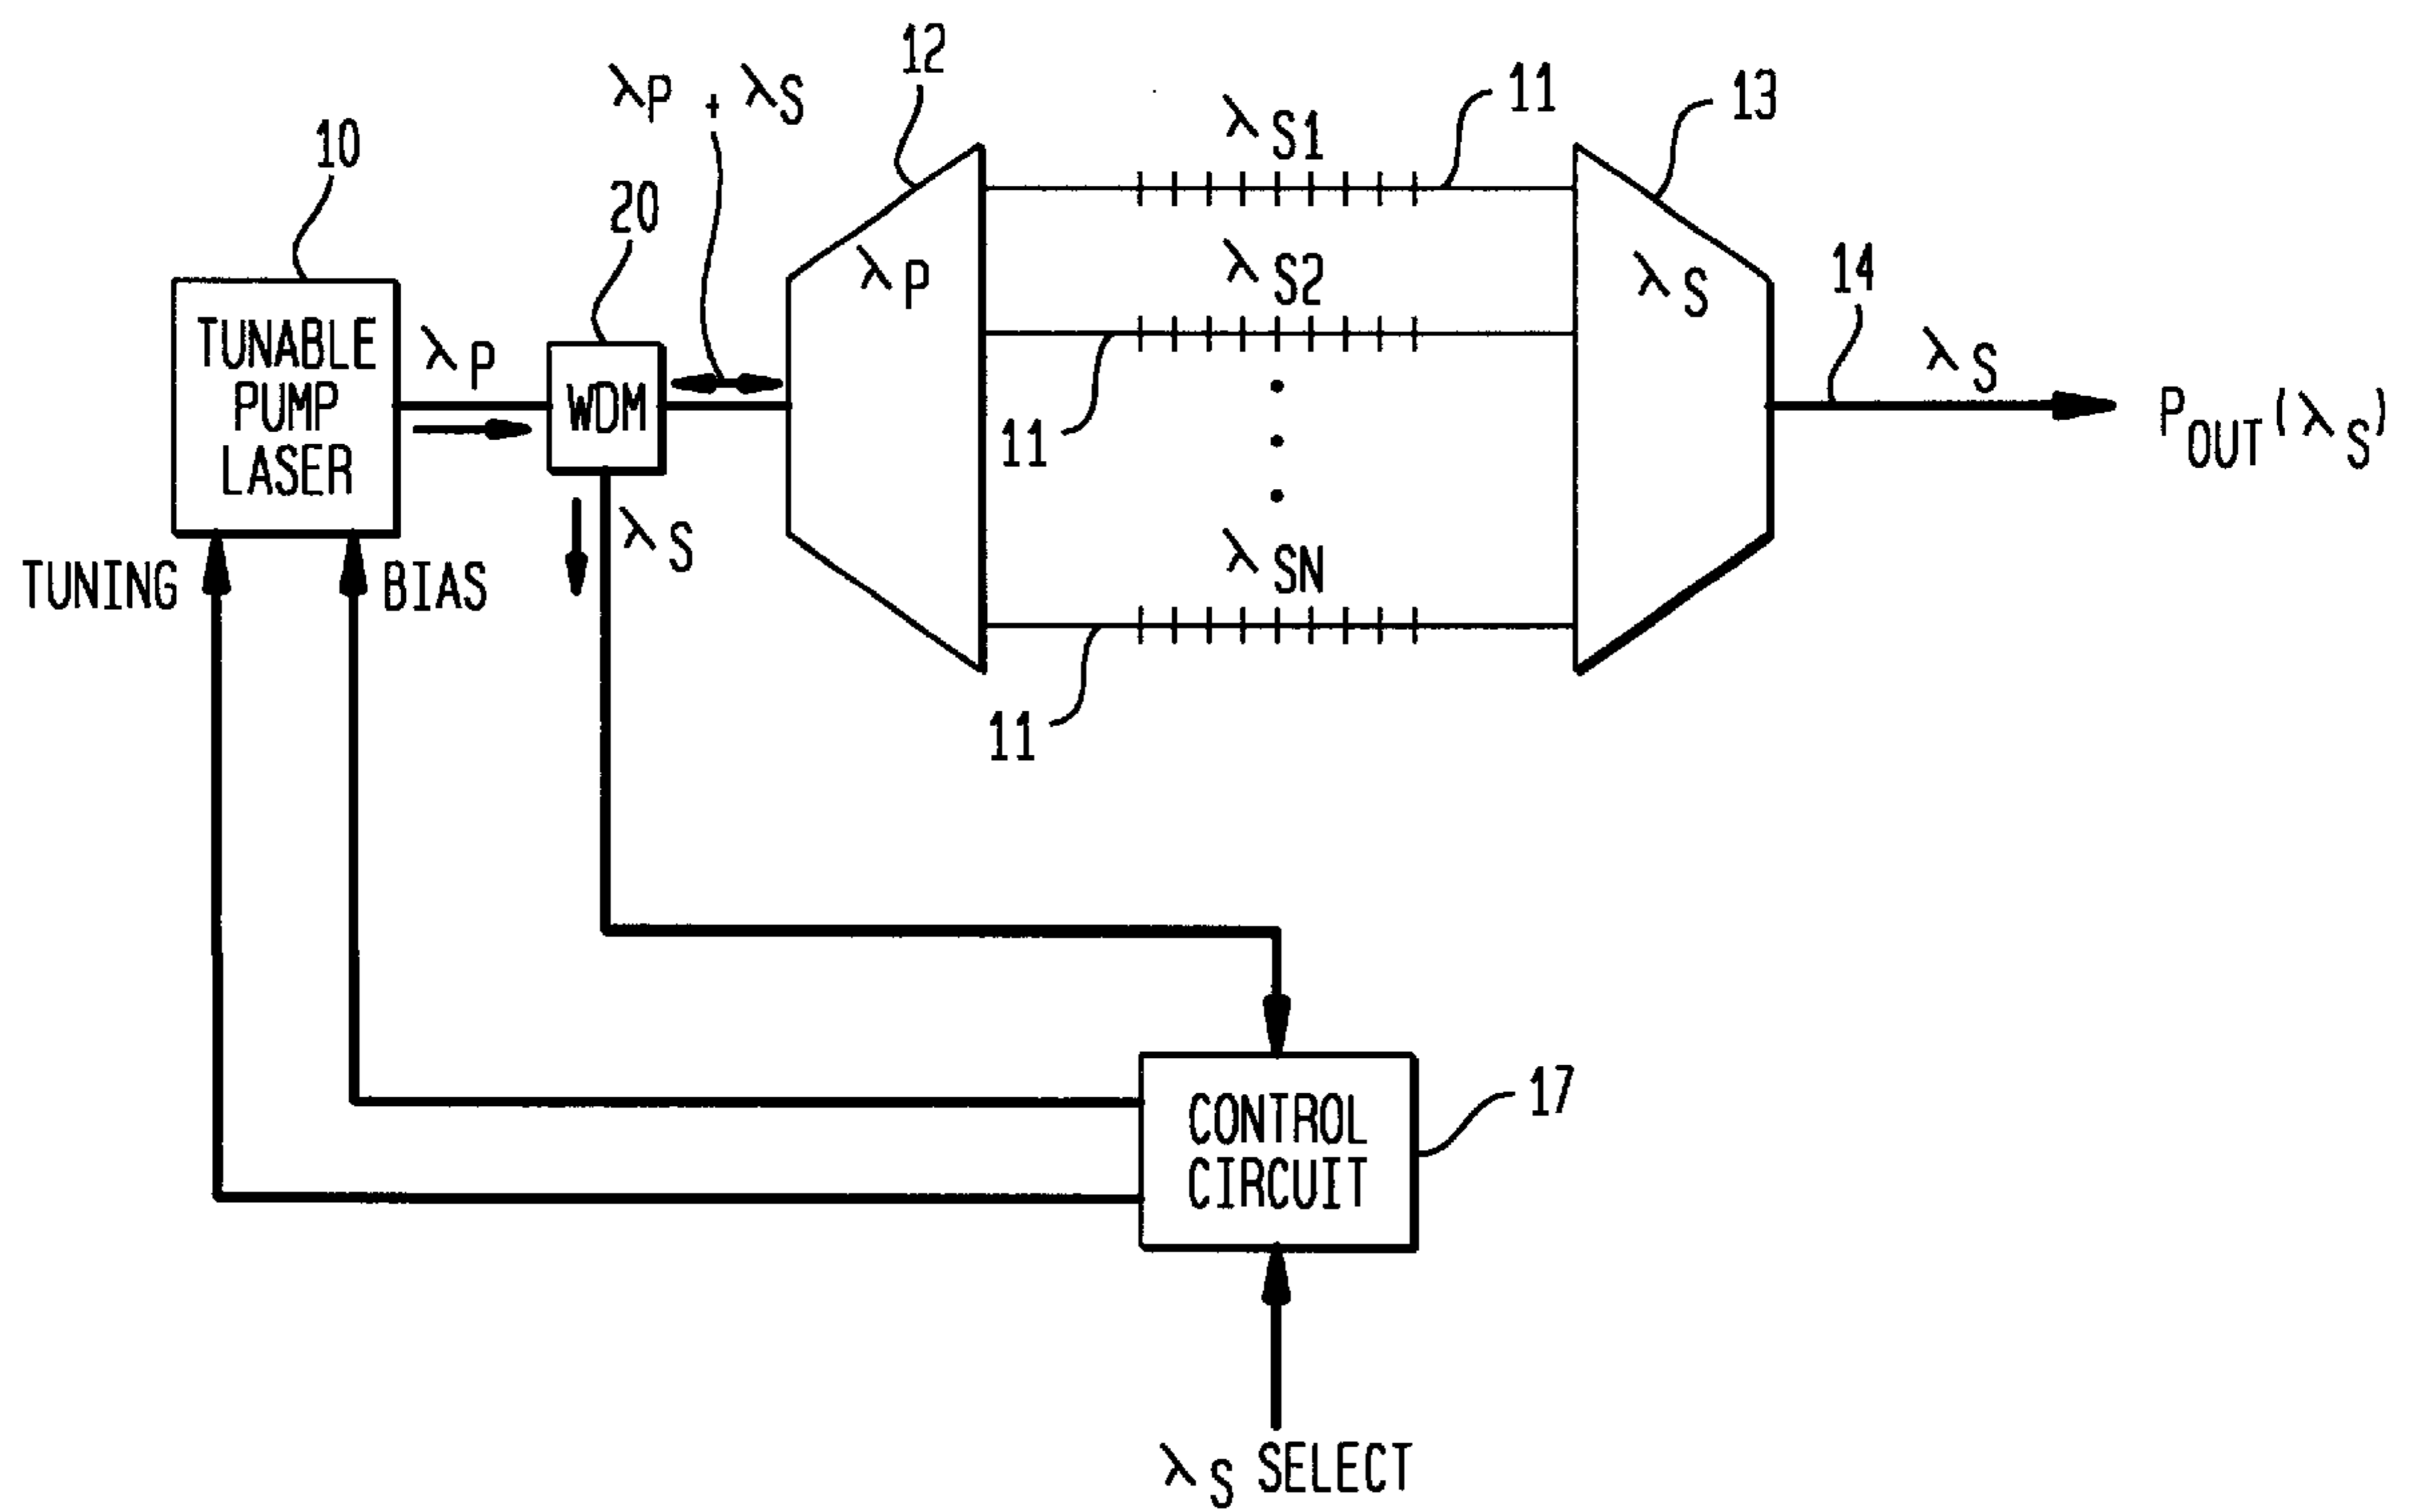 12
λP + λS
λS1
11
13
10
20
λP
λS2
λS
14
TUNABLE
PUMP
LASER
λP
WDM
11
λS
POUT(λS)
λS
λSN
TUNING
BIAS
11
CONTROL
CIRCUIT
17
λS SELECT